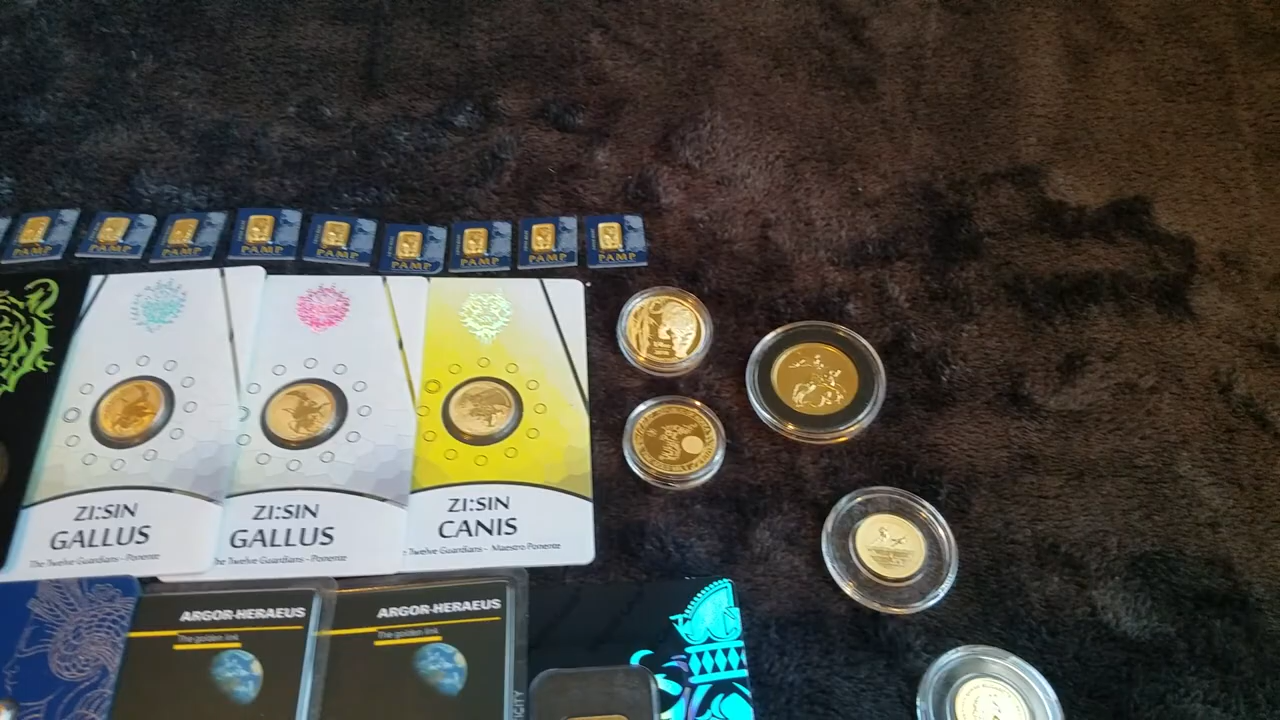 PAMP
PAMP
PAMP
PAMP
PAMP
PAMP
PAMP
PAMP
PAMP
ZI:SIN
GALLUS
The Twelve Guardians - Ponente
ZI:SIN
GALLUS
he Twelve Guardians - Ponente
ZI:SIN
CANIS
Twelve Guardians - Maestro Ponente
ARGOR-HERAEUS
The golden link
ARGOR-HERAEUS
The golden link